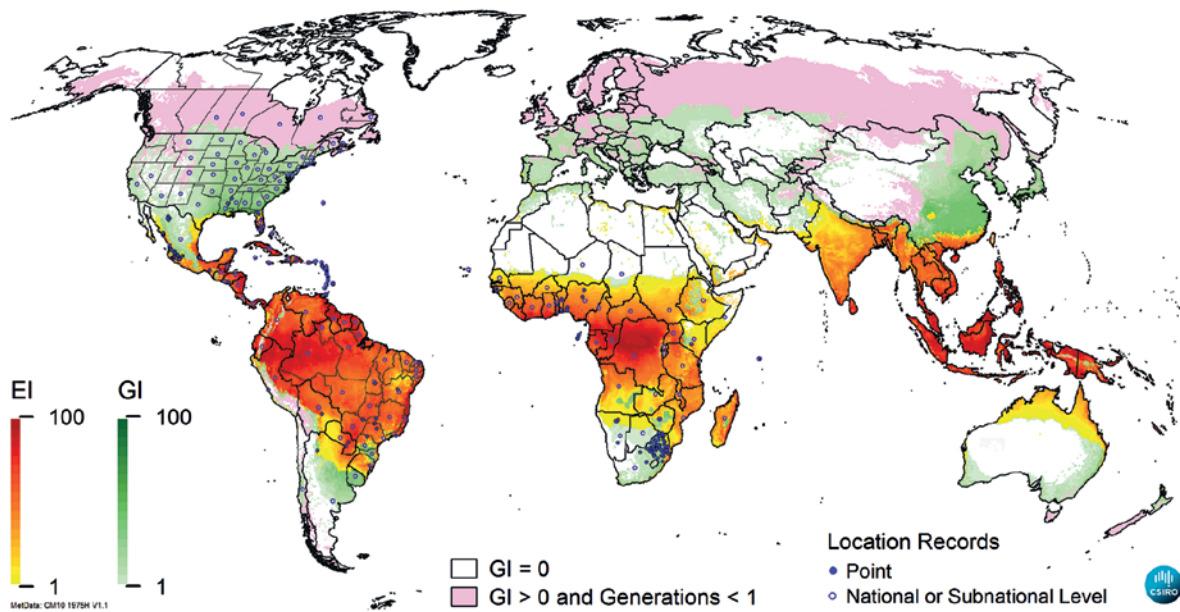 EI
GI
100
100
1
1
MetData: CM10 1975H V1.1
GI = 0
GI > 0 and Generations < 1
Location Records
Point
National or Subnational Level
CSIRO